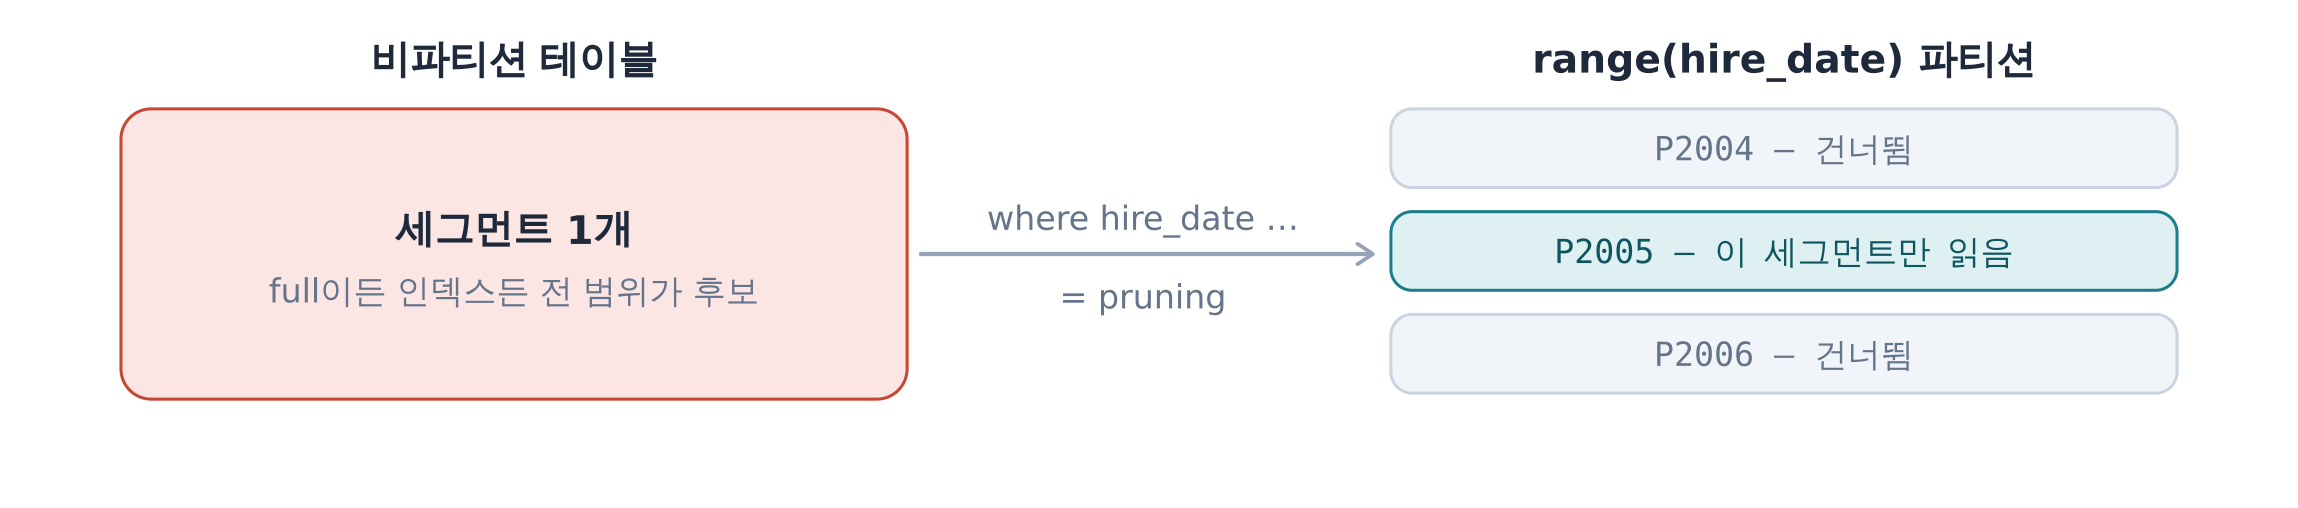 비파티션 테이블
세그먼트 1개
full이든 인덱스든 전 범위가 후보
where hire_date ...
= pruning
range(hire_date) 파티션
P2004 — 건너뜀
P2005 — 이 세그먼트만 읽음
P2006 — 건너뜀